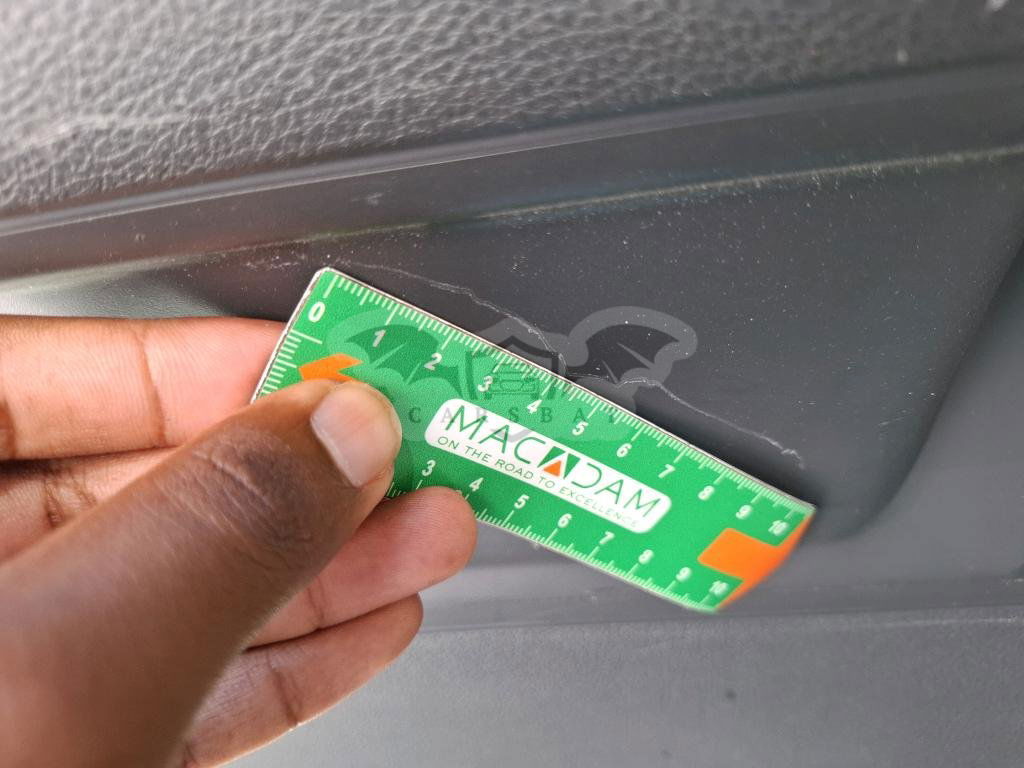 0 1 2 3 4 5 6 7 8 9 10
CARSBAT
MACADAM
ON THE ROAD TO EXCELLENCE
3 4 5 6 7 8 9 10